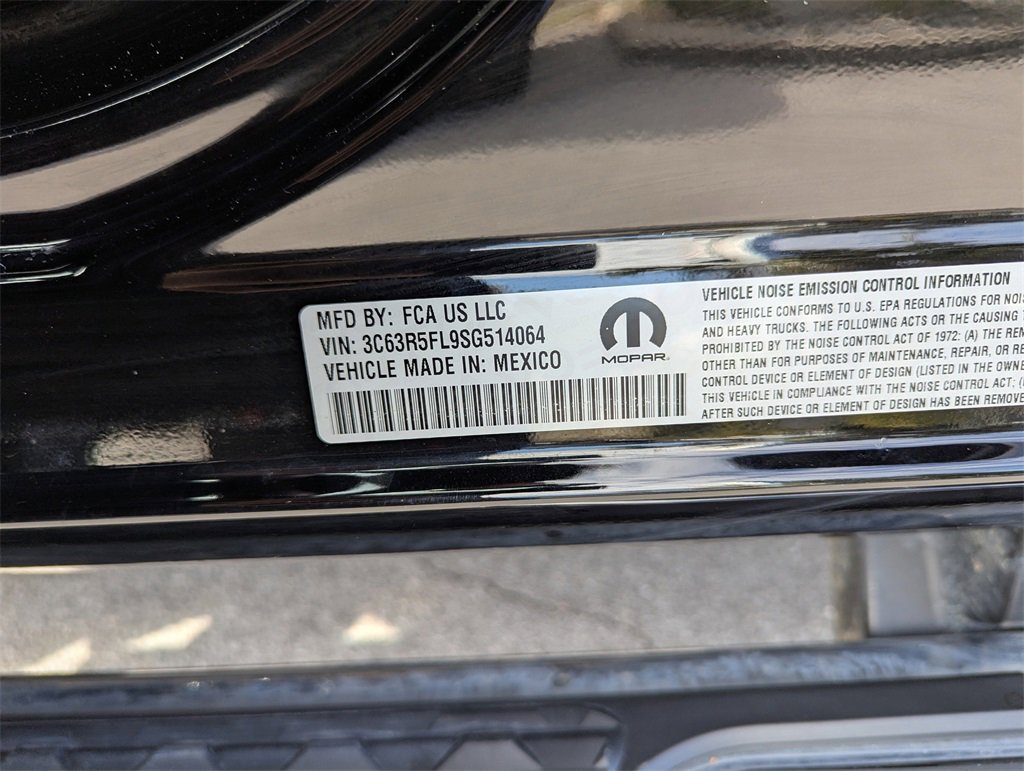 MFD BY: FCA US LLC
VIN: 3C63R5FL9SG514064
VEHICLE MADE IN: MEXICO
MOPAR
VEHICLE NOISE EMISSION CONTROL INFORMATION
THIS VEHICLE CONFORMS TO U.S. EPA REGULATIONS FOR
AND HEAVY TRUCKS. THE FOLLOWING ACTS OR THE CAUSING
PROHIBITED BY THE NOISE CONTROL ACT OF 1972: (A) THE
OTHER THAN FOR PURPOSES OF MAINTENANCE, REPAIR, OR
CONTROL DEVICE OR ELEMENT OF DESIGN (LISTED IN THE
THIS VEHICLE IN COMPLIANCE WITH THE NOISE CONTROL ACT; (
AFTER SUCH DEVICE OR ELEMENT OF DESIGN HAS BEEN